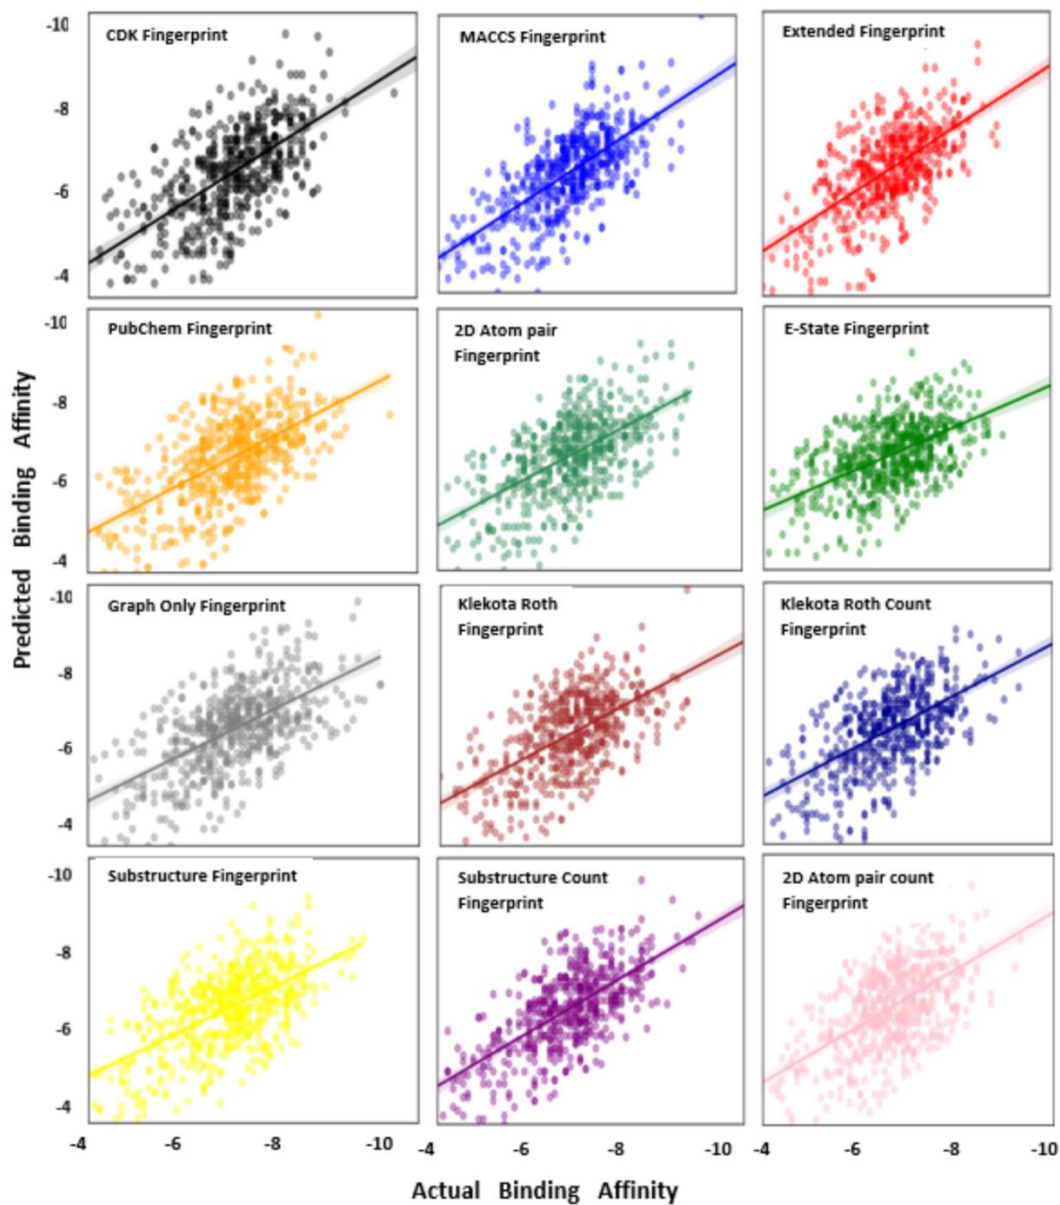 -10
CDK Fingerprint
MACCS Fingerprint
Extended Fingerprint
-8
-6
-4
-10
PubChem Fingerprint
2D Atom pair
Fingerprint
E-State Fingerprint
-8
-6
-4
Predicted Binding Affinity
-10
Graph Only Fingerprint
Klekota Roth
Fingerprint
Klekota Roth Count
Fingerprint
-8
-6
-4
-10
Substructure Fingerprint
Substructure Count
Fingerprint
2D Atom pair count
Fingerprint
-8
-6
-4
-4 -6 -8 -10 -4 -6 -8 -10 -4 -6 -8 -10
Actual Binding Affinity